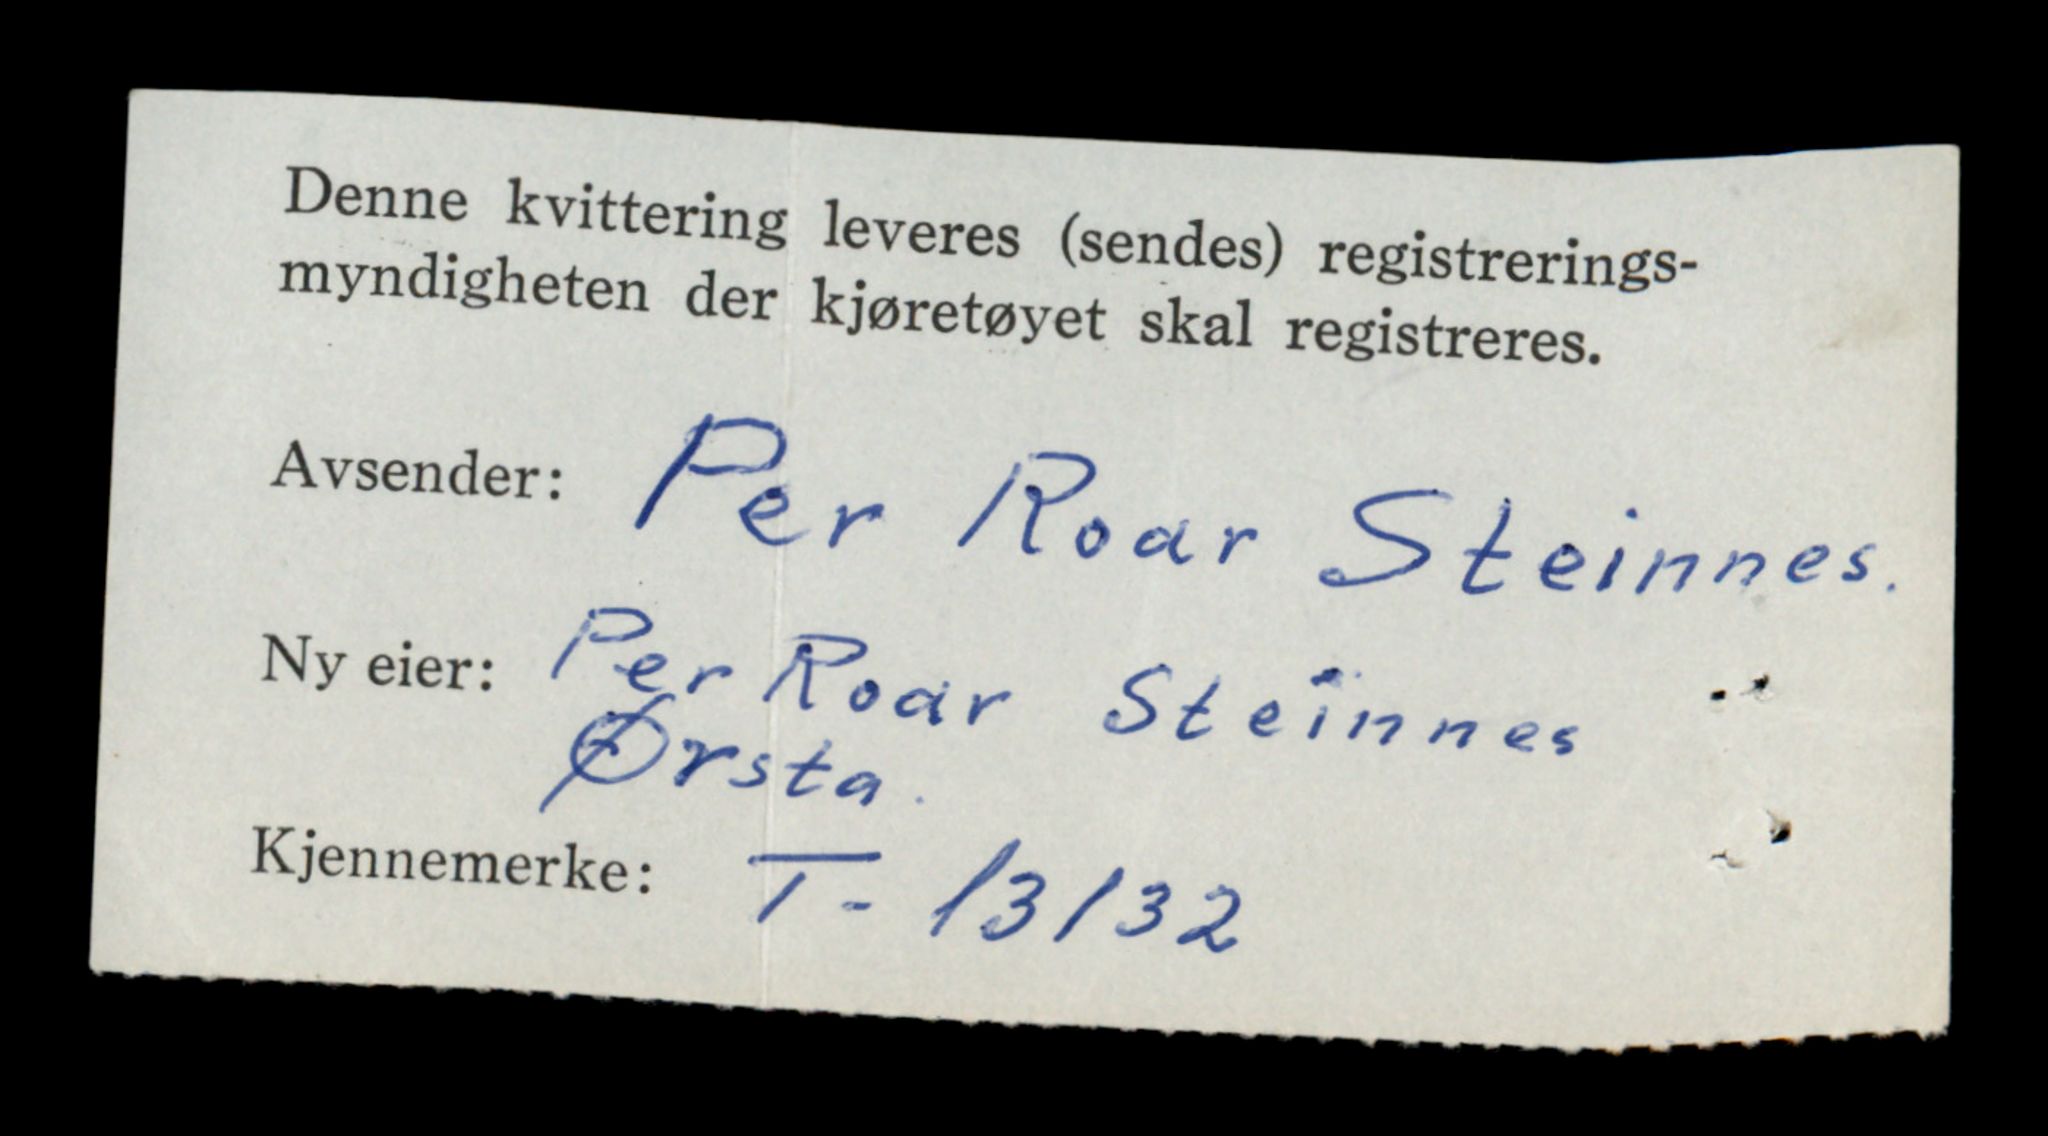 Denne kvittering leveres (sendes) registrerings-
myndigheten der kjøretøyet skal registreres.
Avsender: Per Roar Steinnes.
Ny eier: Per Roar Steinnes
Ørsta.
Kjennemerke: T- 13132